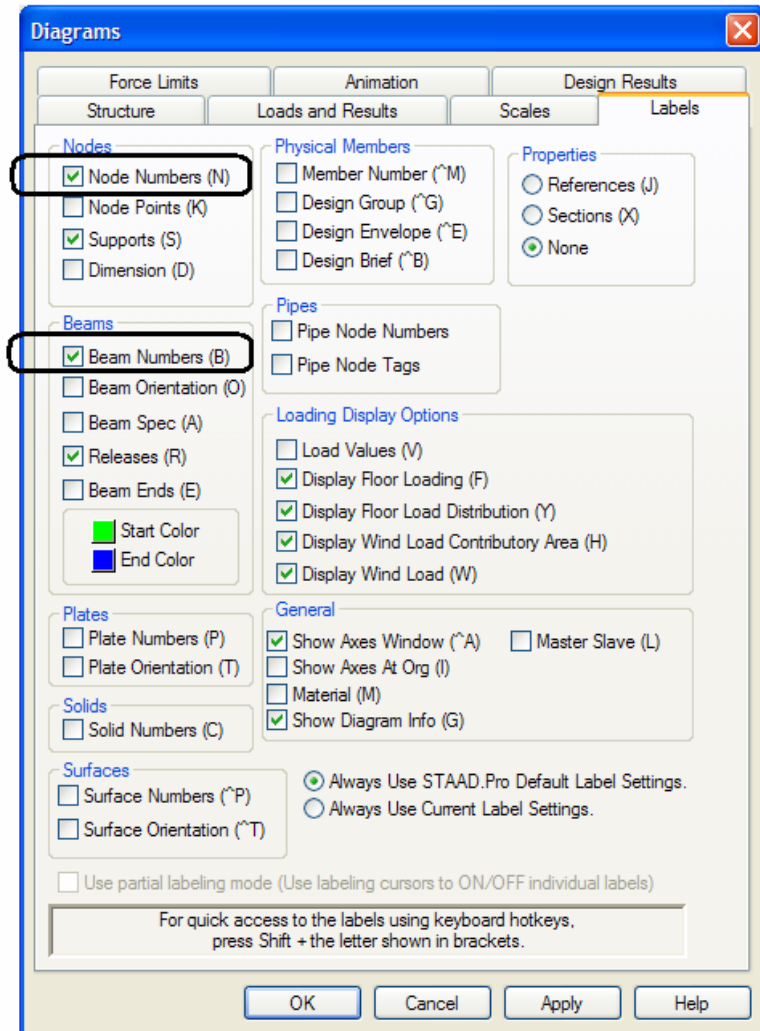 Diagrams
Force Limits
Animation
Design Results
Structure
Loads and Results
Scales
Labels
Nodes
Node Numbers (N)
Node Points (K)
Supports (S)
Dimension (D)
Physical Members
Member Number (^M)
Design Group (^G)
Design Envelope (^E)
Design Brief (^B)
Properties
References (J)
Sections (X)
None
Beams
Beam Numbers (B)
Beam Orientation (O)
Beam Spec (A)
Releases (R)
Beam Ends (E)
Start Color
End Color
Pipes
Pipe Node Numbers
Pipe Node Tags
Loading Display Options
Load Values (V)
Display Floor Loading (F)
Display Floor Load Distribution (Y)
Display Wind Load Contributory Area (H)
Display Wind Load (W)
Plates
Plate Numbers (P)
Plate Orientation (T)
General
Show Axes Window (^A)
Master Slave (L)
Show Axes At Org (I)
Material (M)
Show Diagram Info (G)
Solids
Solid Numbers (C)
Surfaces
Surface Numbers (^P)
Surface Orientation (^T)
Always Use STAAD.Pro Default Label Settings.
Always Use Current Label Settings.
Use partial labeling mode (Use labeling cursors to ON/OFF individual labels)
For quick access to the labels using keyboard hotkeys,
press Shift + the letter shown in brackets.
OK
Cancel
Apply
Help